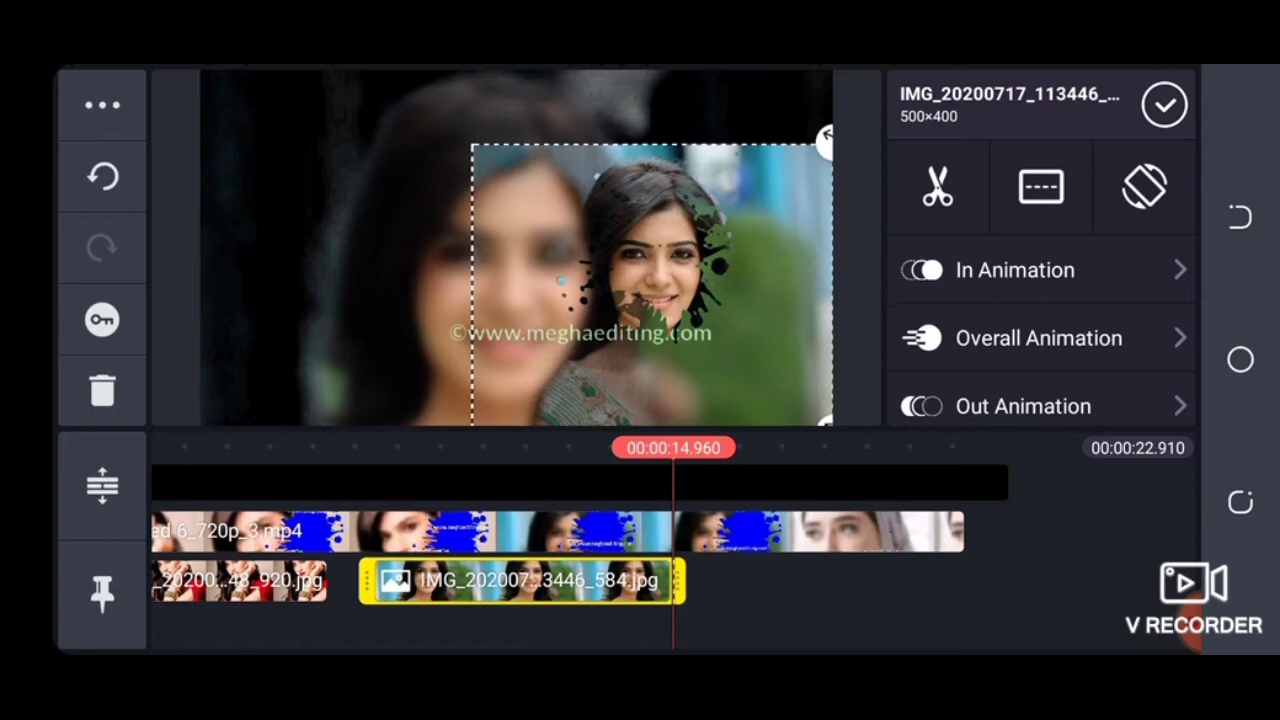 IMG_20200717_113446_...
500×400
©www.meghaediting.com
In Animation
Overall Animation
Out Animation
00:00:14.960
00:00:22.910
ed 6_720p_3.mp4
_20200...48_920.jpg
IMG_202007...3446_584.jpg
V RECORDER